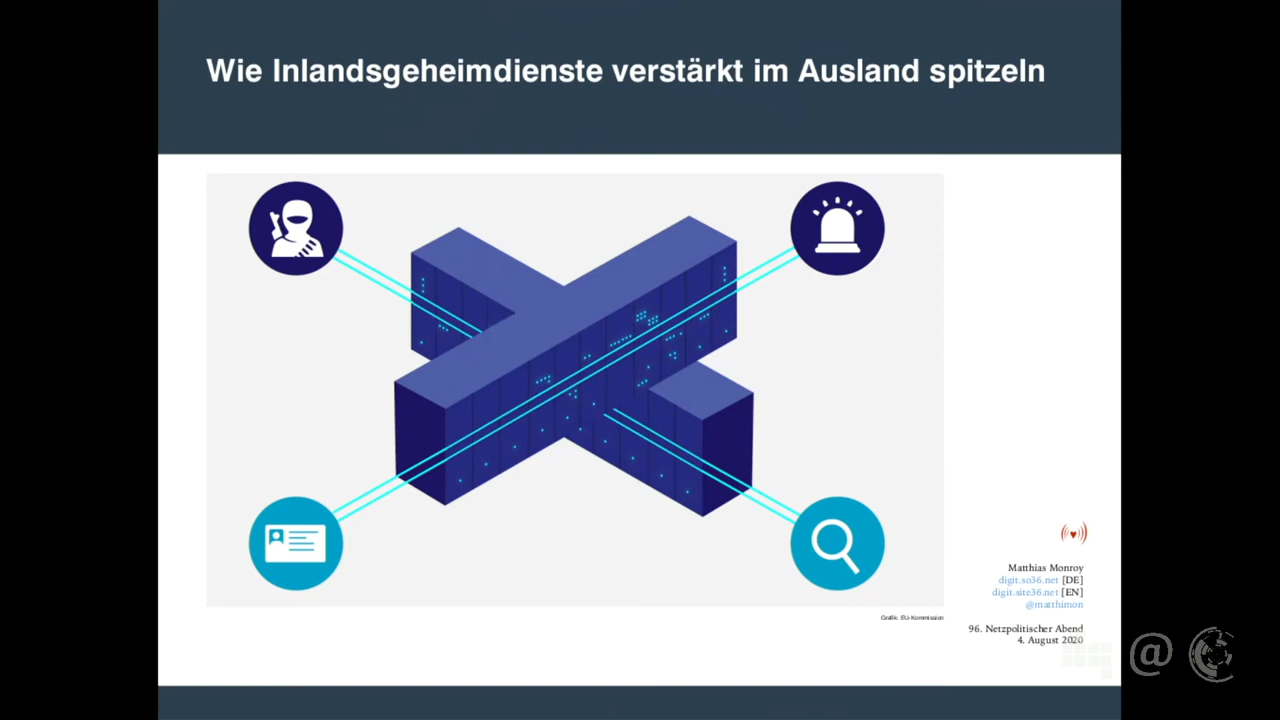 Wie Inlandsgeheimdienste verstärkt im Ausland spitzeln
Grafik: EU-Kommission
Matthias Monroy
digit.so36.net [DE]
digit.site36.net [EN]
@matthimon
96. Netzpolitischer Abend
4. August 2020
@